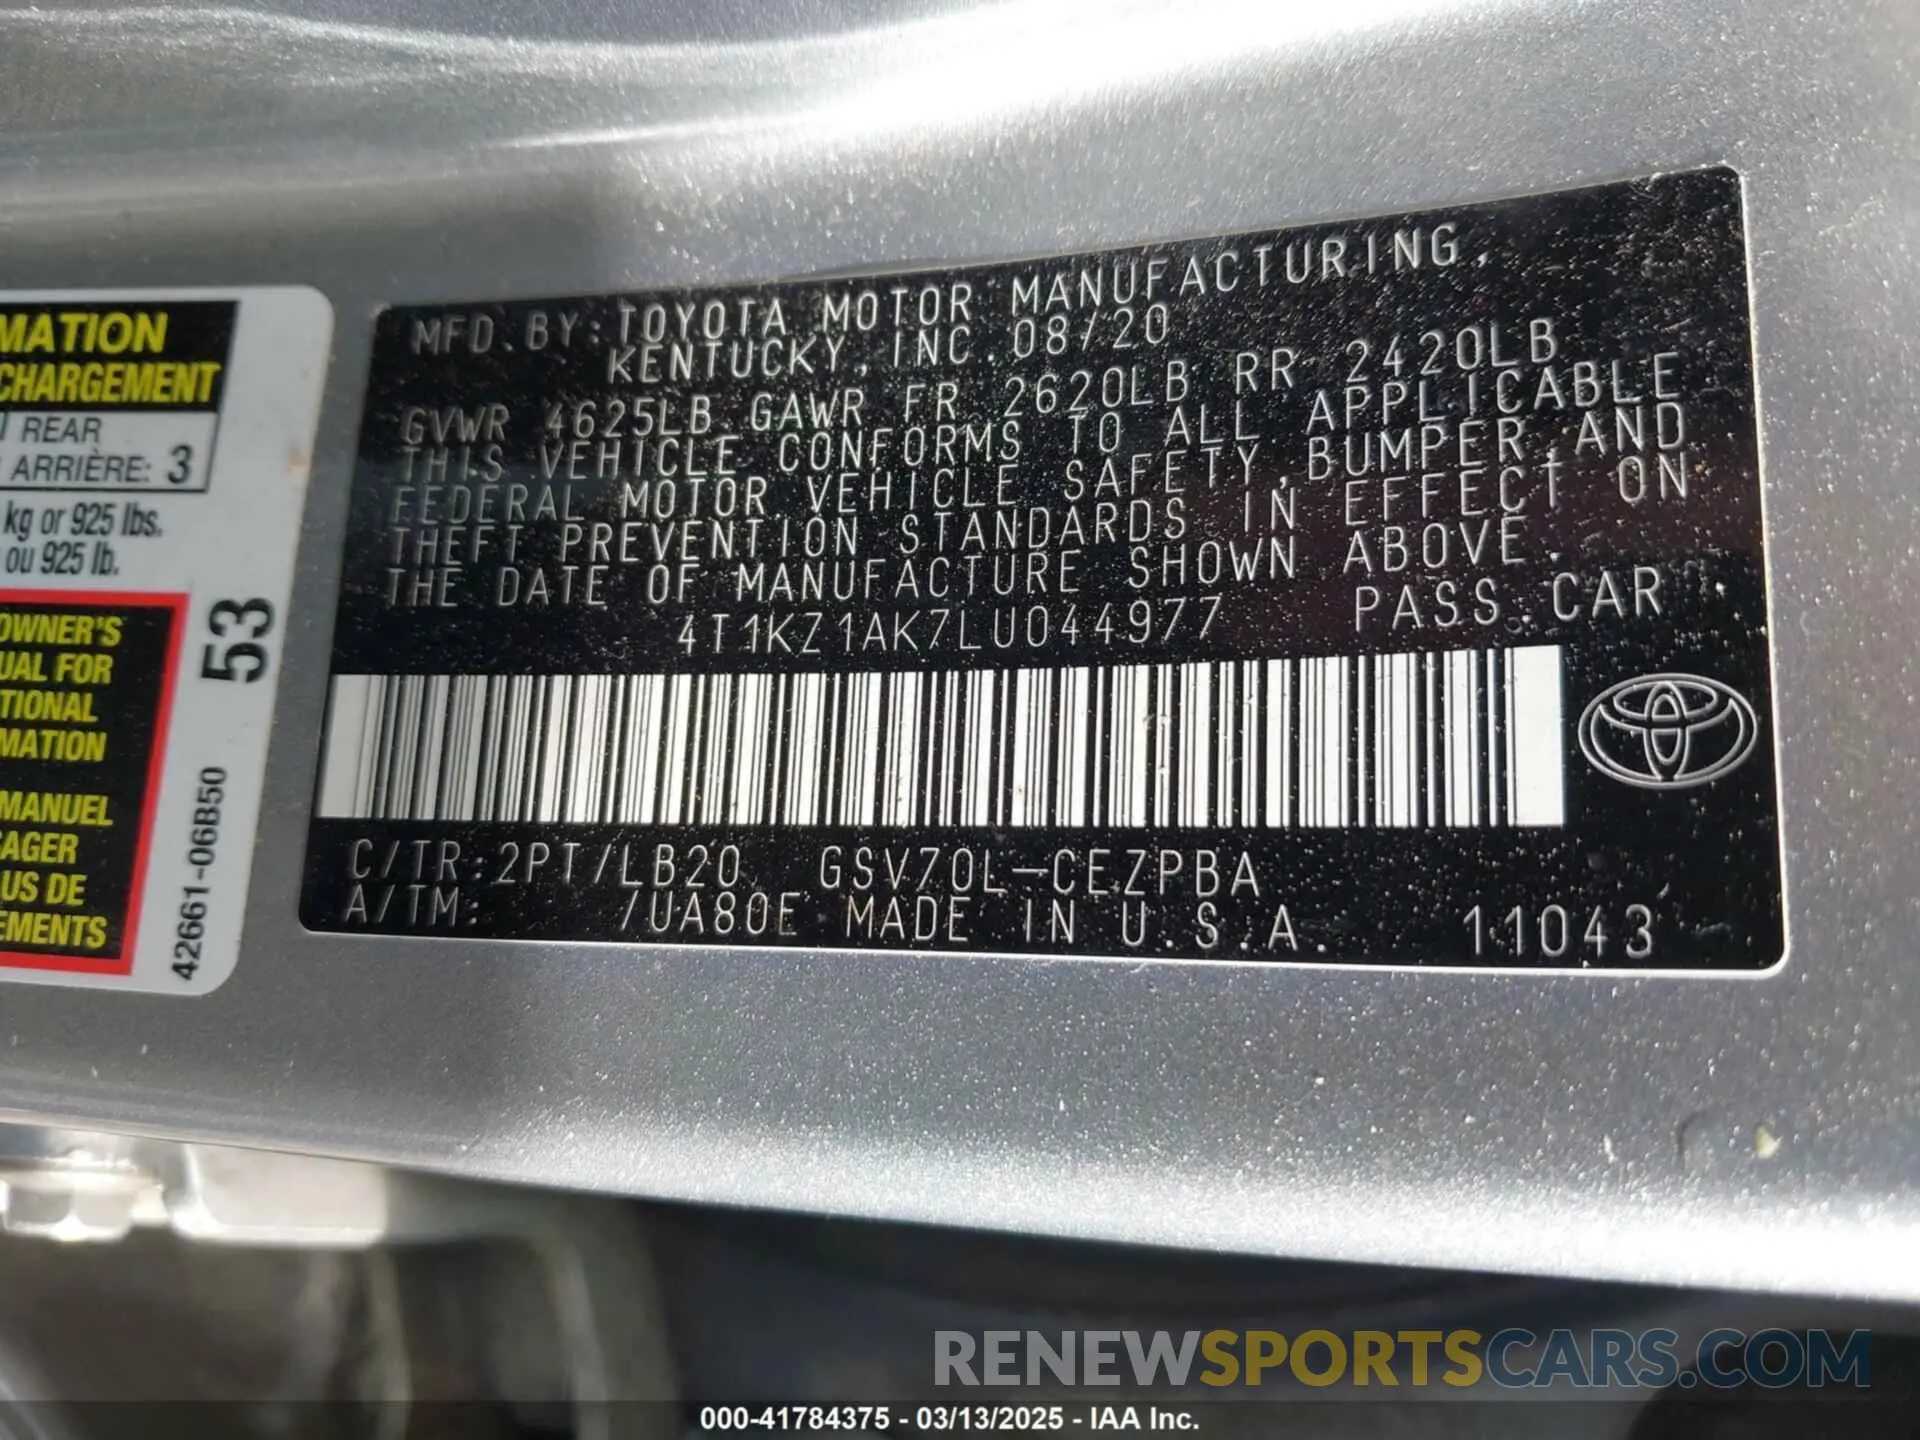 MATION
CHARGEMENT
REAR
ARRIÈRE: 3
kg or 925 lbs.
ou 925 lb.
OWNER'S
UAL FOR
TIONAL
MATION
MANUEL
AGER
US DE
EMENTS
53
42661-06B50
MFD. BY: TOYOTA MOTOR MANUFACTURING,
KENTUCKY, INC. 08/20
GVWR 4625LB GAWR FR 2620LB RR 2420LB
THIS VEHICLE CONFORMS TO ALL APPLICABLE
FEDERAL MOTOR VEHICLE SAFETY, BUMPER, AND
THEFT PREVENTION STANDARDS IN EFFECT ON
THE DATE OF MANUFACTURE SHOWN ABOVE.
4T1KZ1AK7LU044977 PASS. CAR
C/TR: 2PT/LB20 GSV70L-CEZPBA
A/TM: /UA80E MADE IN U.S.A. 11043
RENEWSPORTSCARS.COM
000-41784375 - 03/13/2025 - IAA Inc.